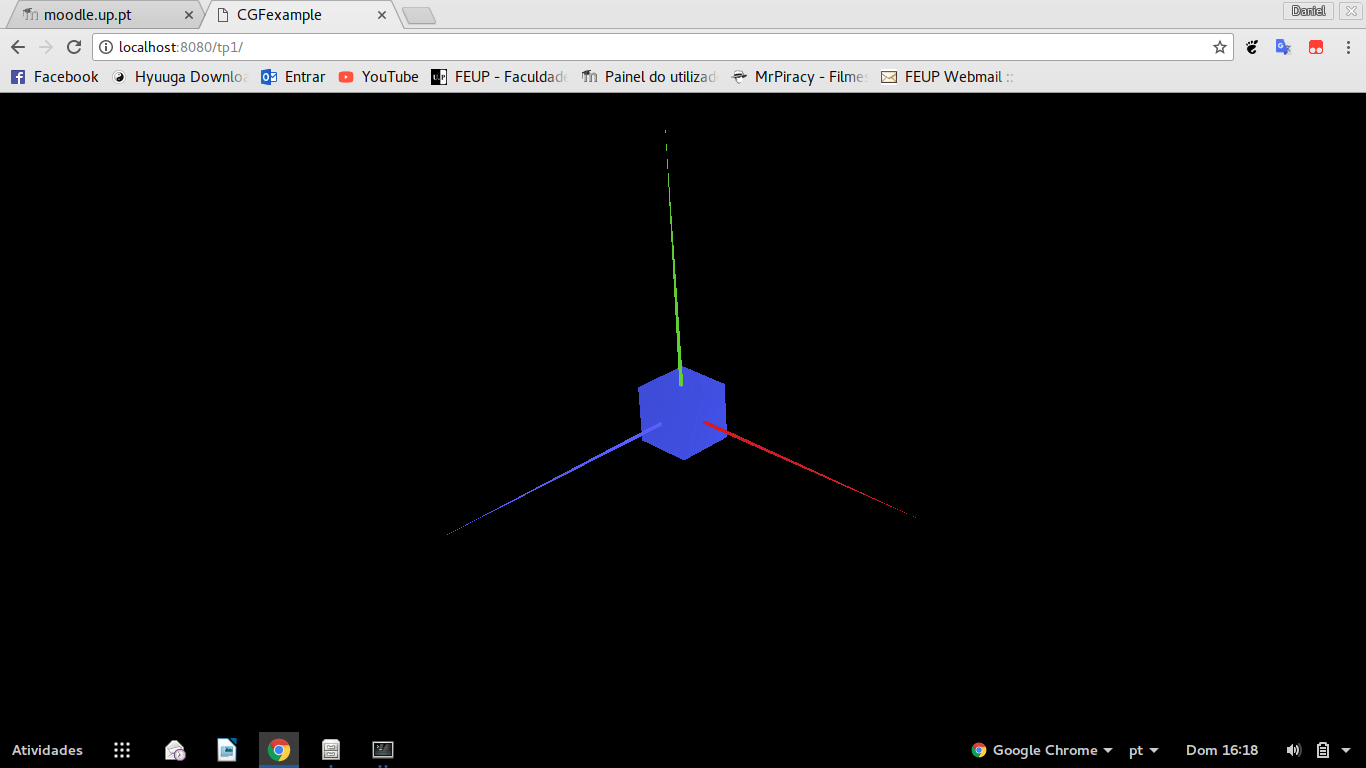 moodle.up.pt CGFexample Daniel
localhost:8080/tp1/
Facebook Hyuuga Downlo Entrar YouTube FEUP - Faculdade Painel do utilizad MrPiracy - Filmes FEUP Webmail ::
Atividades Google Chrome pt Dom 16:18